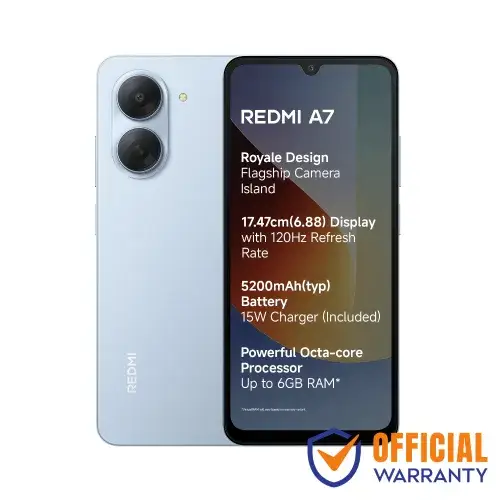 REDMI A7
Royale Design
Flagship Camera
Island
17.47cm(6.88) Display
with 120Hz Refresh
Rate
5200mAh(typ)
Battery
15W Charger (Included)
Powerful Octa-core
Processor
Up to 6GB RAM*
REDMI
OFFICIAL
WARRANTY